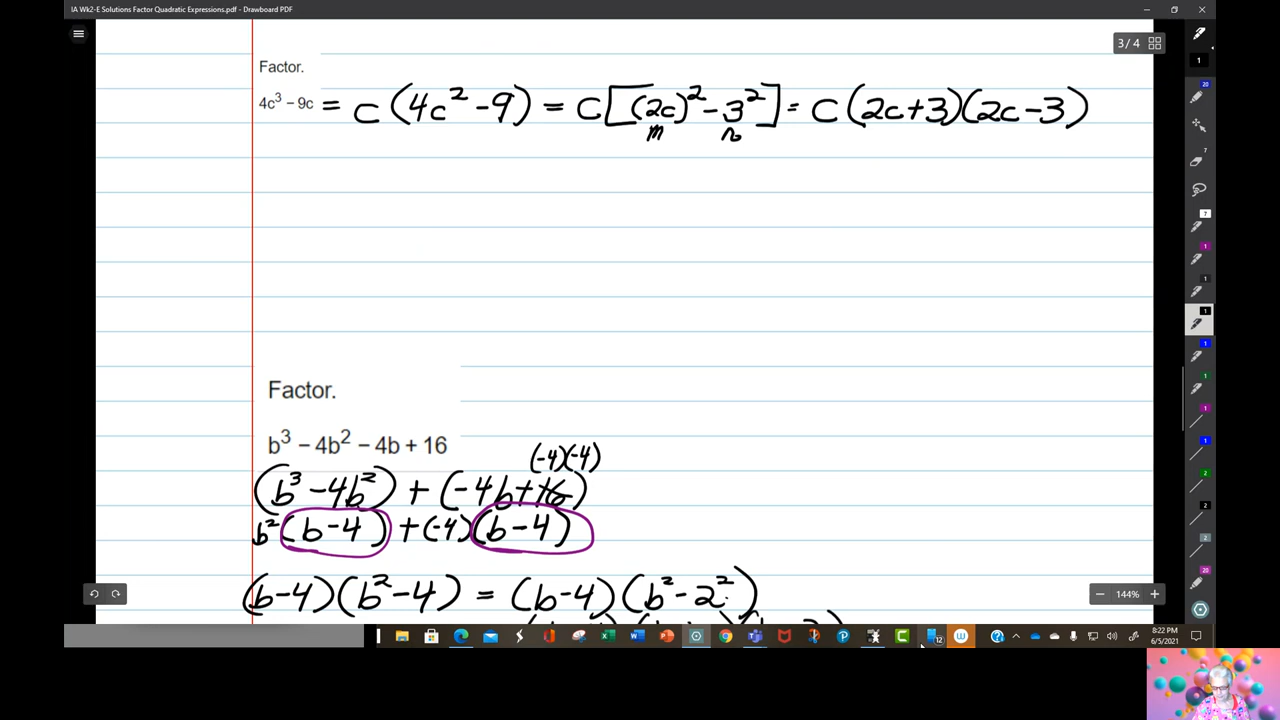 IA Wk2-E Solutions Factor Quadratic Expressions.pdf - Drawboard PDF
3 / 4
Factor.
4c³ − 9c = c(4c² − 9) = c[(2c)² − 3²] = c(2c+3)(2c−3)
m n
Factor.
b³ − 4b² − 4b + 16
(−4)(−4)
(b³ − 4b²) + (−4b + 16)
b²(b−4) + (−4)(b−4)
(b−4)(b²−4) = (b−4)(b²−2²)
144%
8:22 PM
6/5/2021